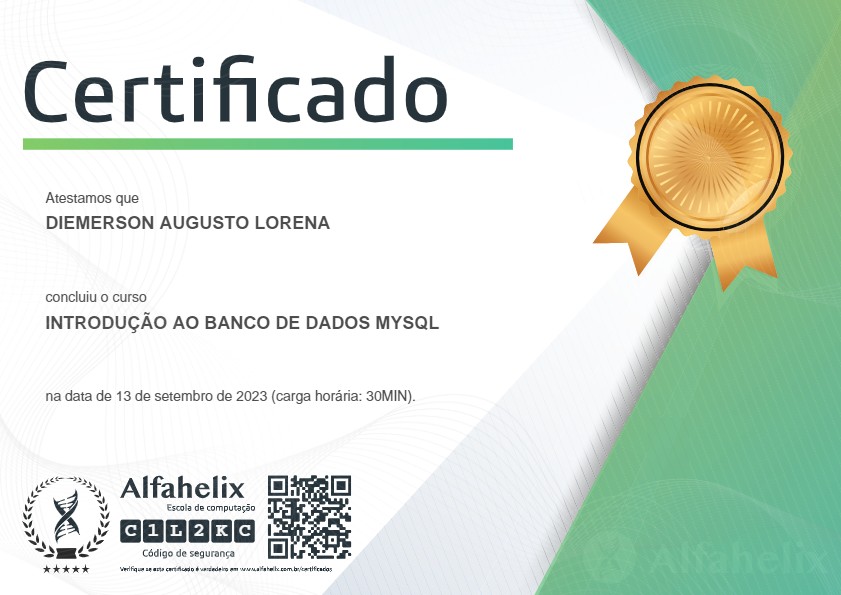 Certificado
Atestamos que
DIEMERSON AUGUSTO LORENA
concluiu o curso
INTRODUÇÃO AO BANCO DE DADOS MYSQL
na data de 13 de setembro de 2023 (carga horária: 30MIN).
Alfahelix
Escola de computação
C1L2KC
Código de segurança
Verifique se este certificado é verdadeiro em www.alfahelix.com.br/certificados
Alfahelix